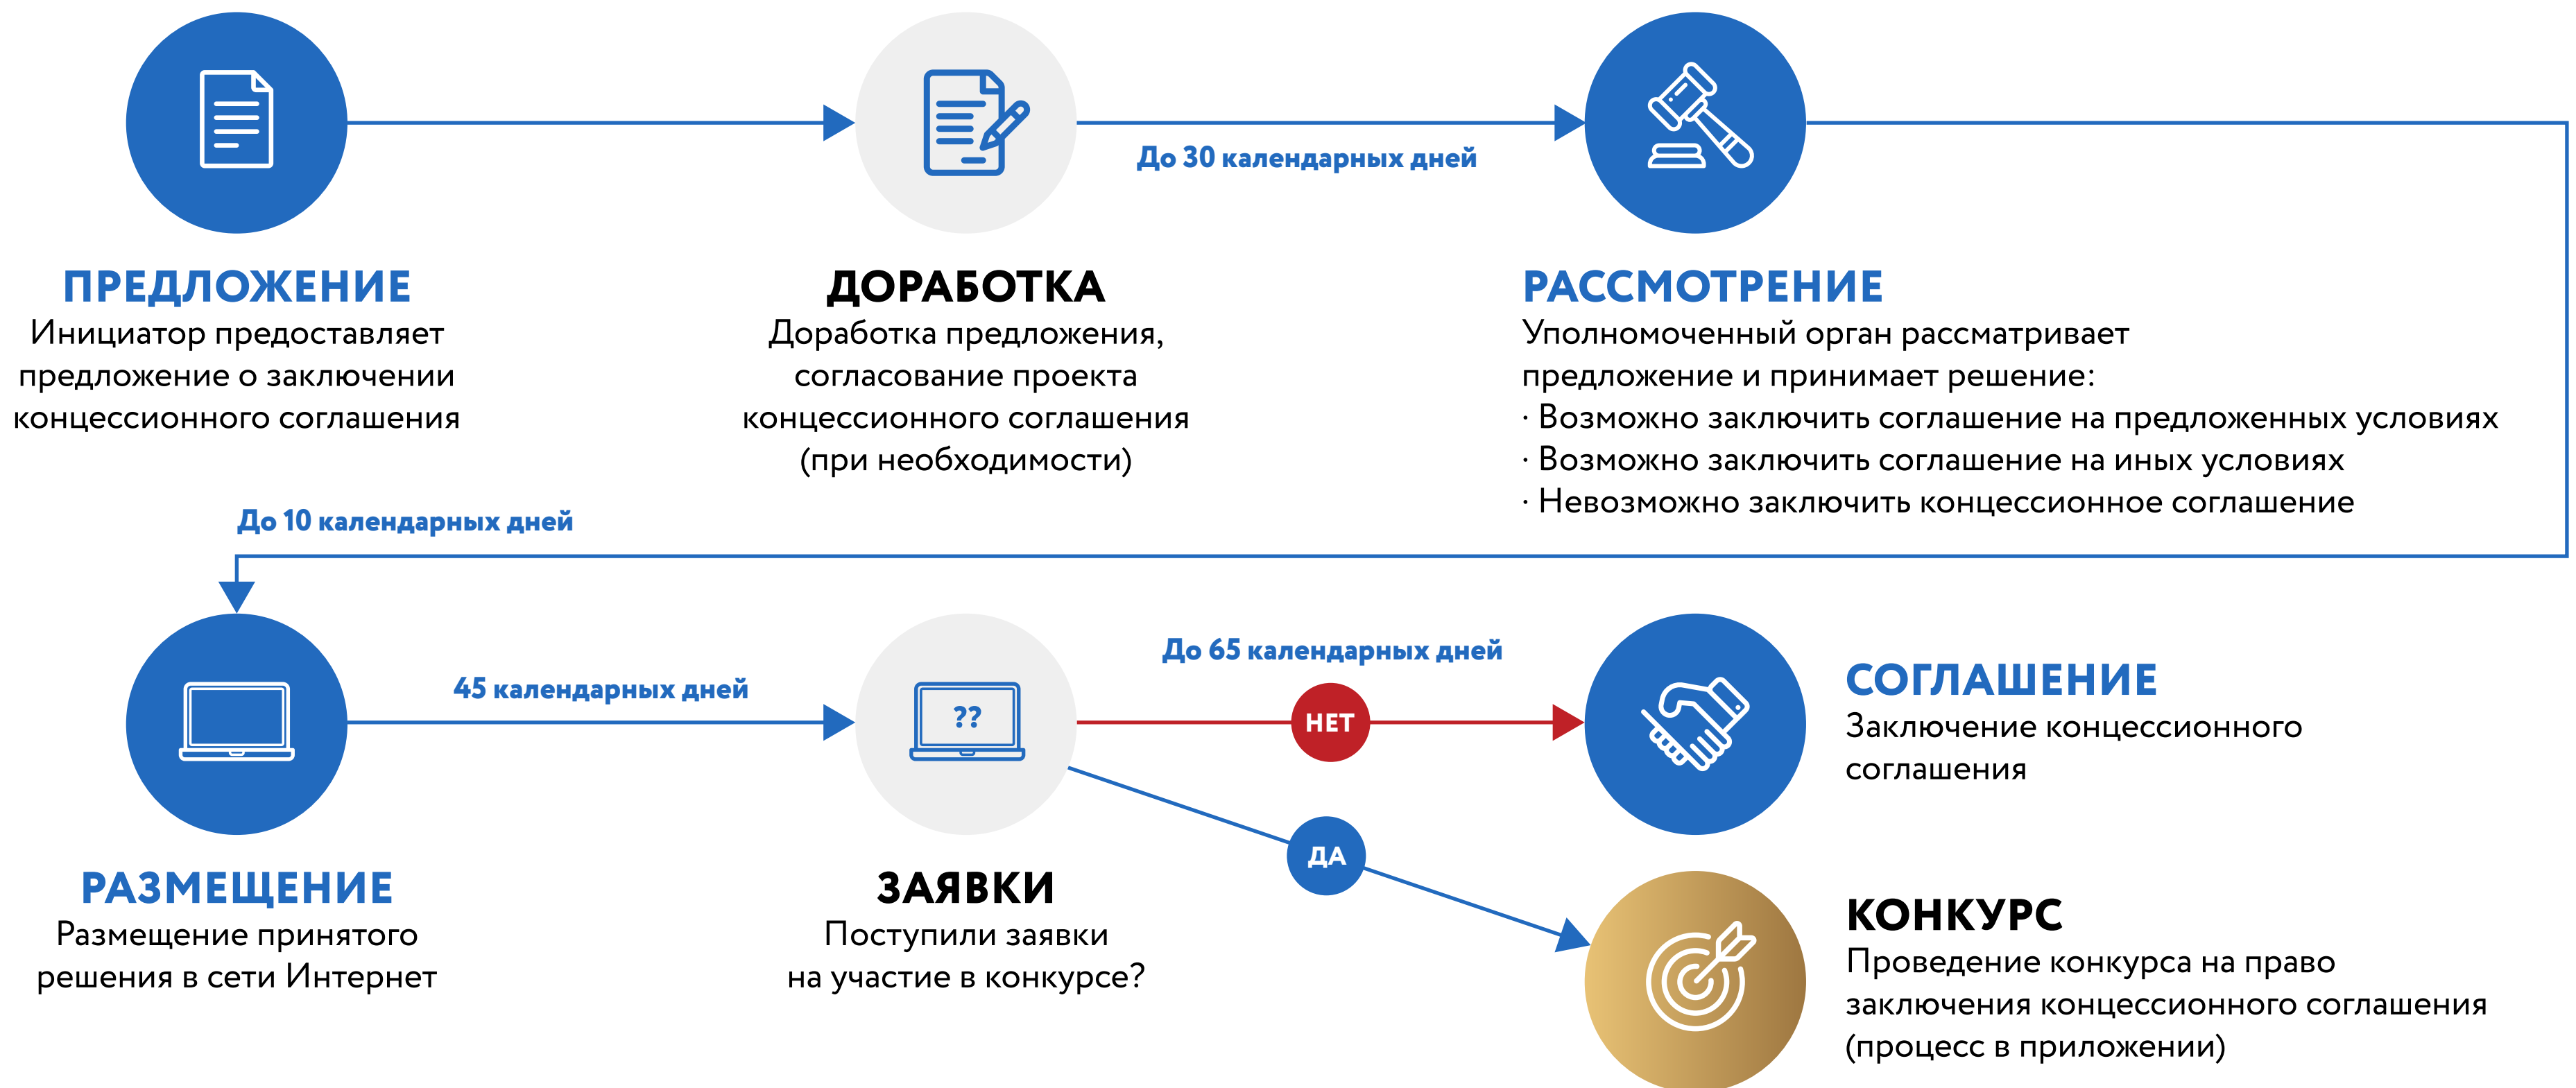 До 30 календарных дней
ПРЕДЛОЖЕНИЕ
Инициатор предоставляет
предложение о заключении
концессионного соглашения
ДОРАБОТКА
Доработка предложения,
согласование проекта
концессионного соглашения
(при необходимости)
РАССМОТРЕНИЕ
Уполномоченный орган рассматривает
предложение и принимает решение:
· Возможно заключить соглашение на предложенных условиях
· Возможно заключить соглашение на иных условиях
· Невозможно заключить концессионное соглашение
До 10 календарных дней
45 календарных дней
??
До 65 календарных дней
НЕТ
ДА
РАЗМЕЩЕНИЕ
Размещение принятого
решения в сети Интернет
ЗАЯВКИ
Поступили заявки
на участие в конкурсе?
СОГЛАШЕНИЕ
Заключение концессионного
соглашения
КОНКУРС
Проведение конкурса на право
заключения концессионного соглашения
(процесс в приложении)